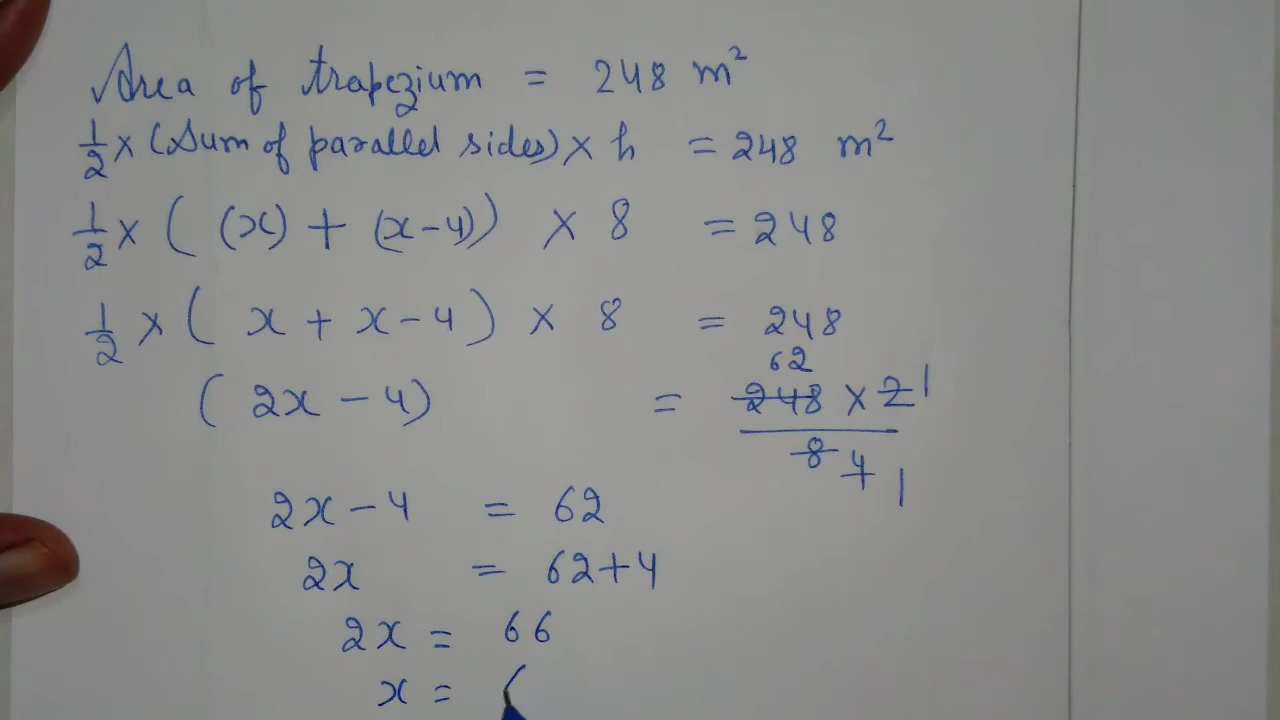 Area of trapezium = 248 m²
1/2 × (Sum of parallel sides) × h = 248 m²
1/2 × ( (x) + (x-4) ) × 8 = 248
1/2 × ( x + x - 4 ) × 8 = 248
62
( 2x - 4 ) = 248 × 2 1
8 4 1
2x - 4 = 62
2x = 62+4
2x = 66
x =